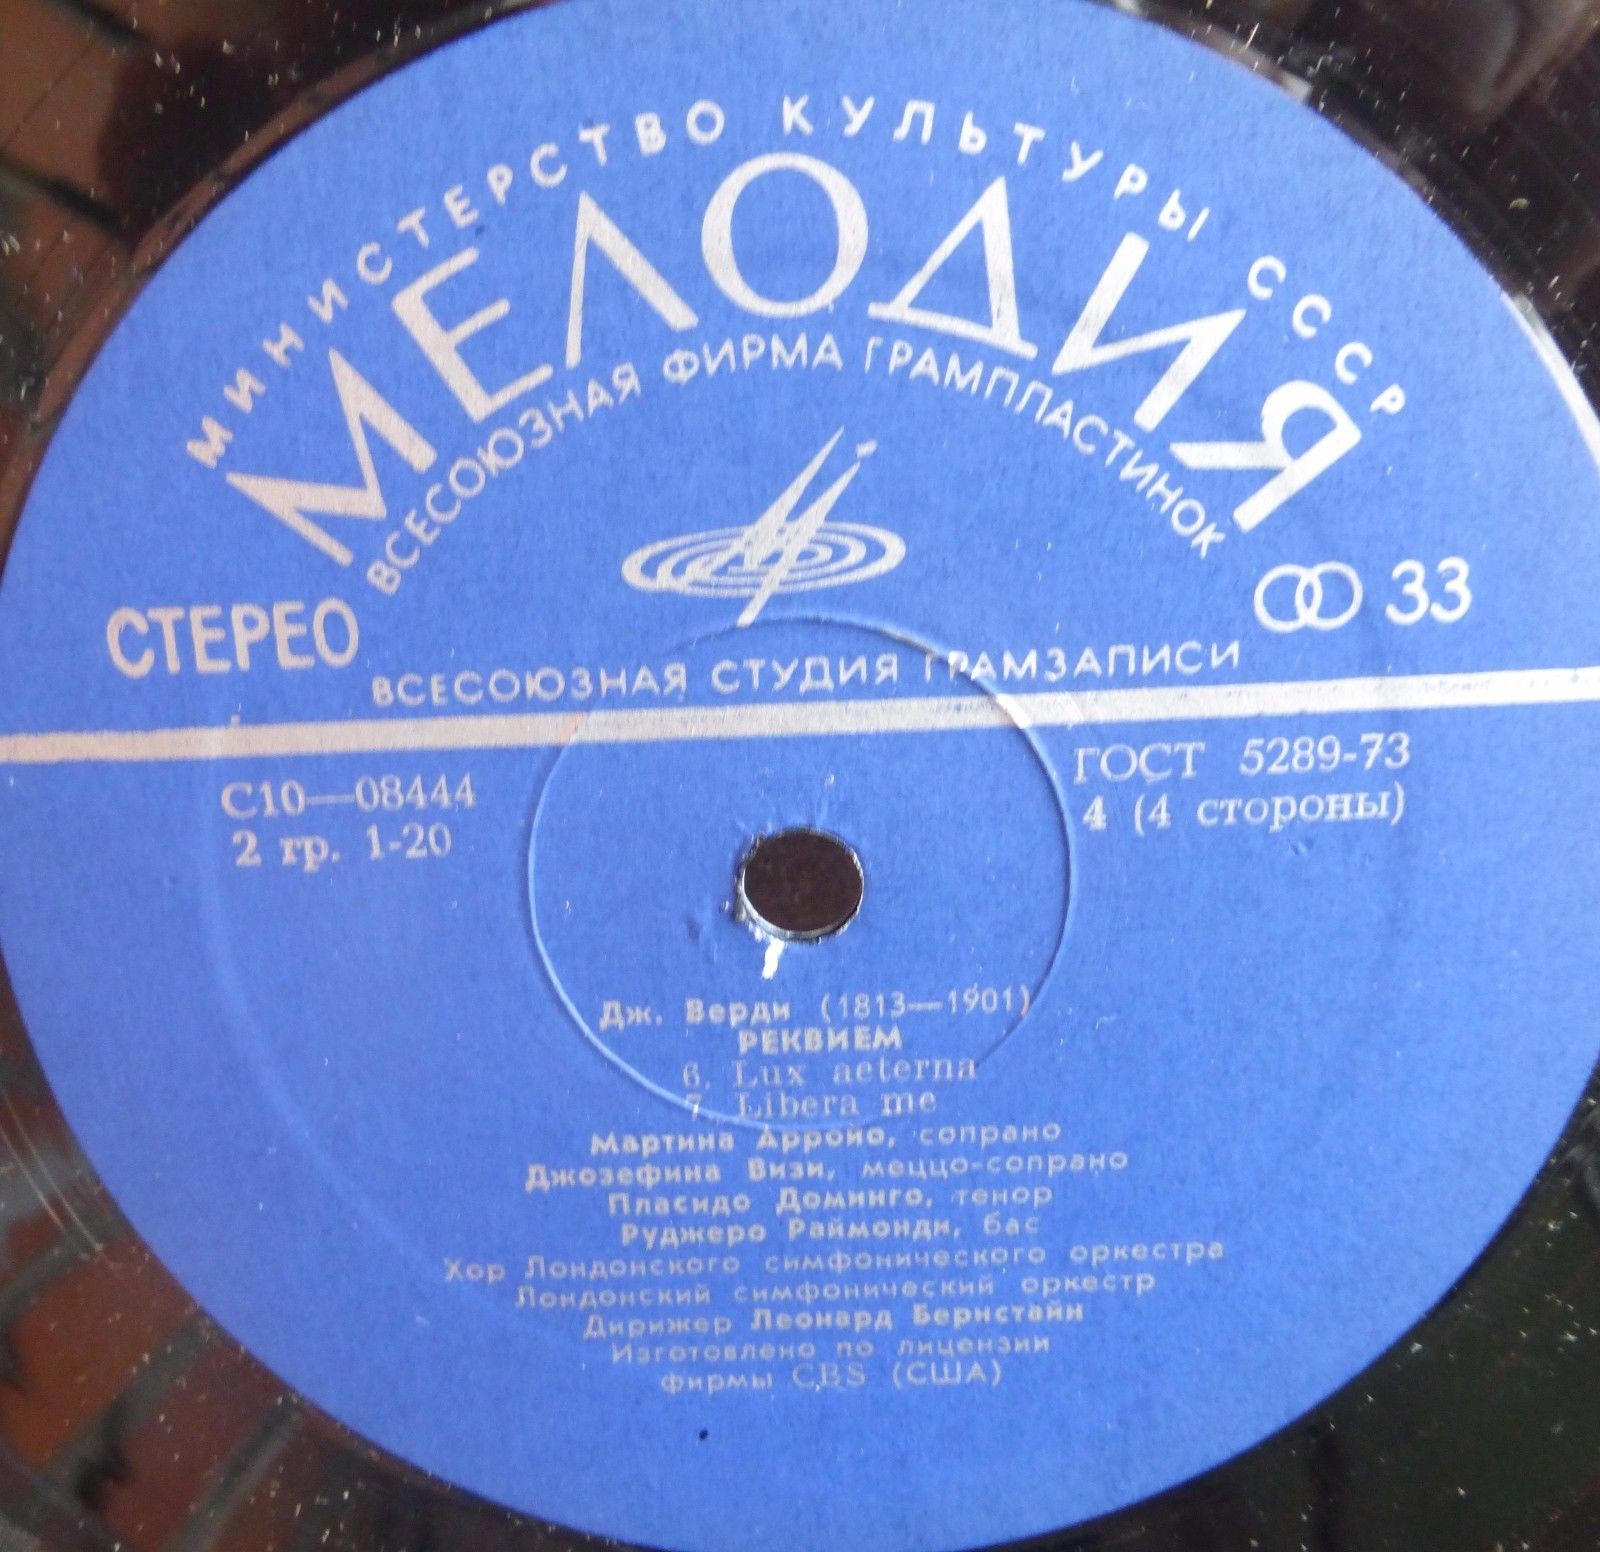 МИНИСТЕРСТВО КУЛЬТУРЫ СССР
МЕЛОДИЯ
ВСЕСОЮЗНАЯ ФИРМА ГРАМПЛАСТИНОК
СТЕРЕО
33
ВСЕСОЮЗНАЯ СТУДИЯ ГРАМЗАПИСИ
С10—08444
ГОСТ 5289-73
2 гр. 1-20
4 (4 стороны)
Дж. Верди (1813—1901)
РЕКВИЕМ
6. Lux aeterna
7. Libera me
Мартина Арройо, сопрано
Джозефина Визи, меццо-сопрано
Пласидо Доминго, тенор
Руджеро Раймонди, бас
Хор Лондонского симфонического оркестра
Лондонский симфонический оркестр
Дирижер Леонард Бернстайн
Изготовлено по лицензии
фирмы CBS (США)